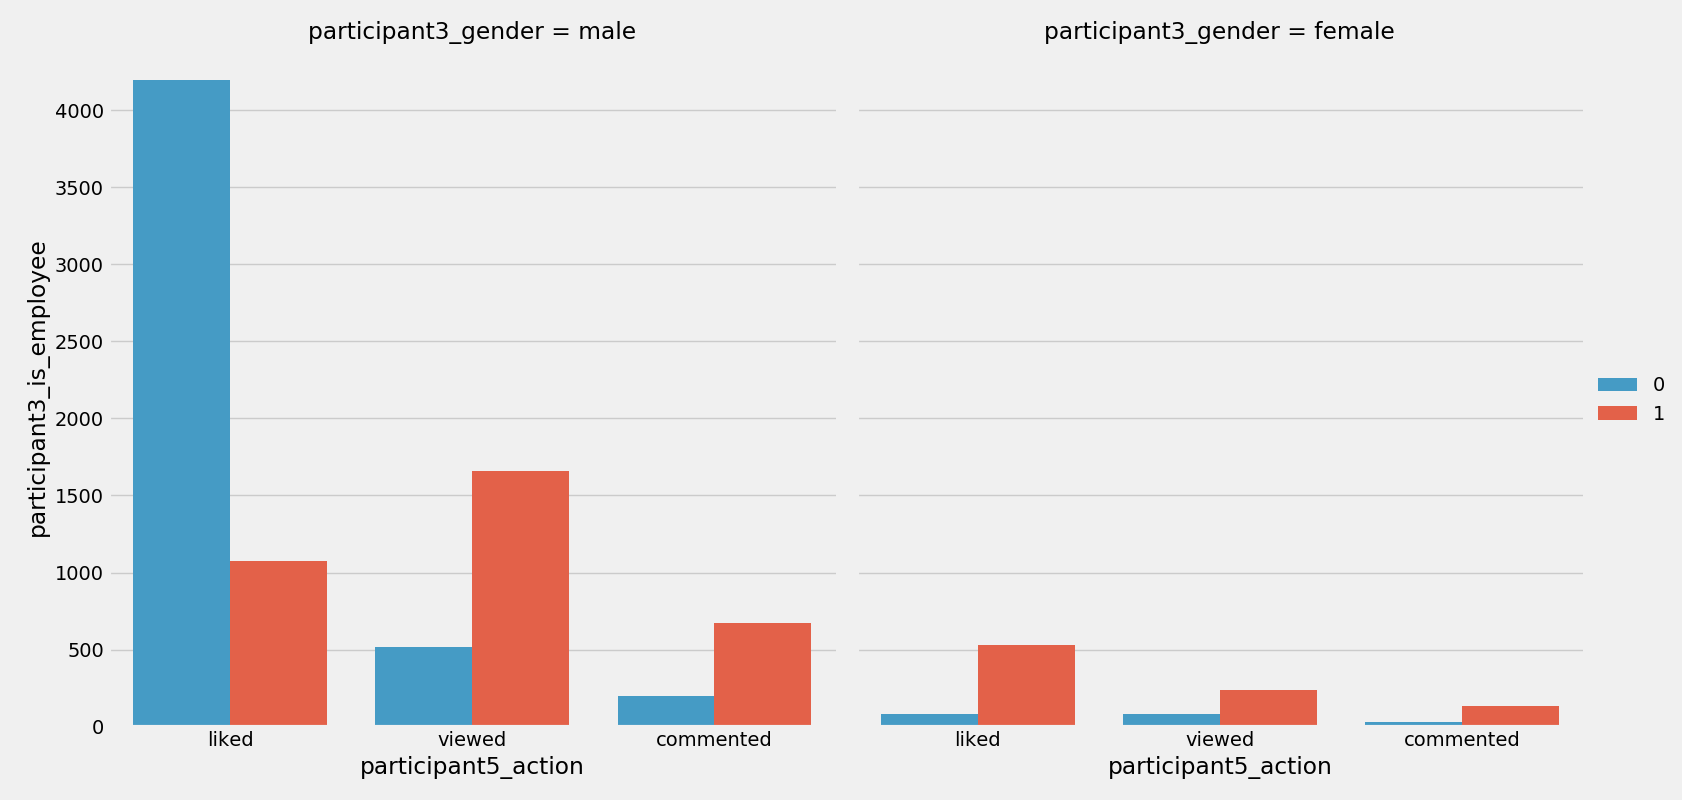 participant3_gender = male
participant3_gender = female
participant3_is_employee
4000
3500
3000
2500
2000
1500
1000
500
0
liked viewed commented
participant5_action
liked viewed commented
participant5_action
0
1